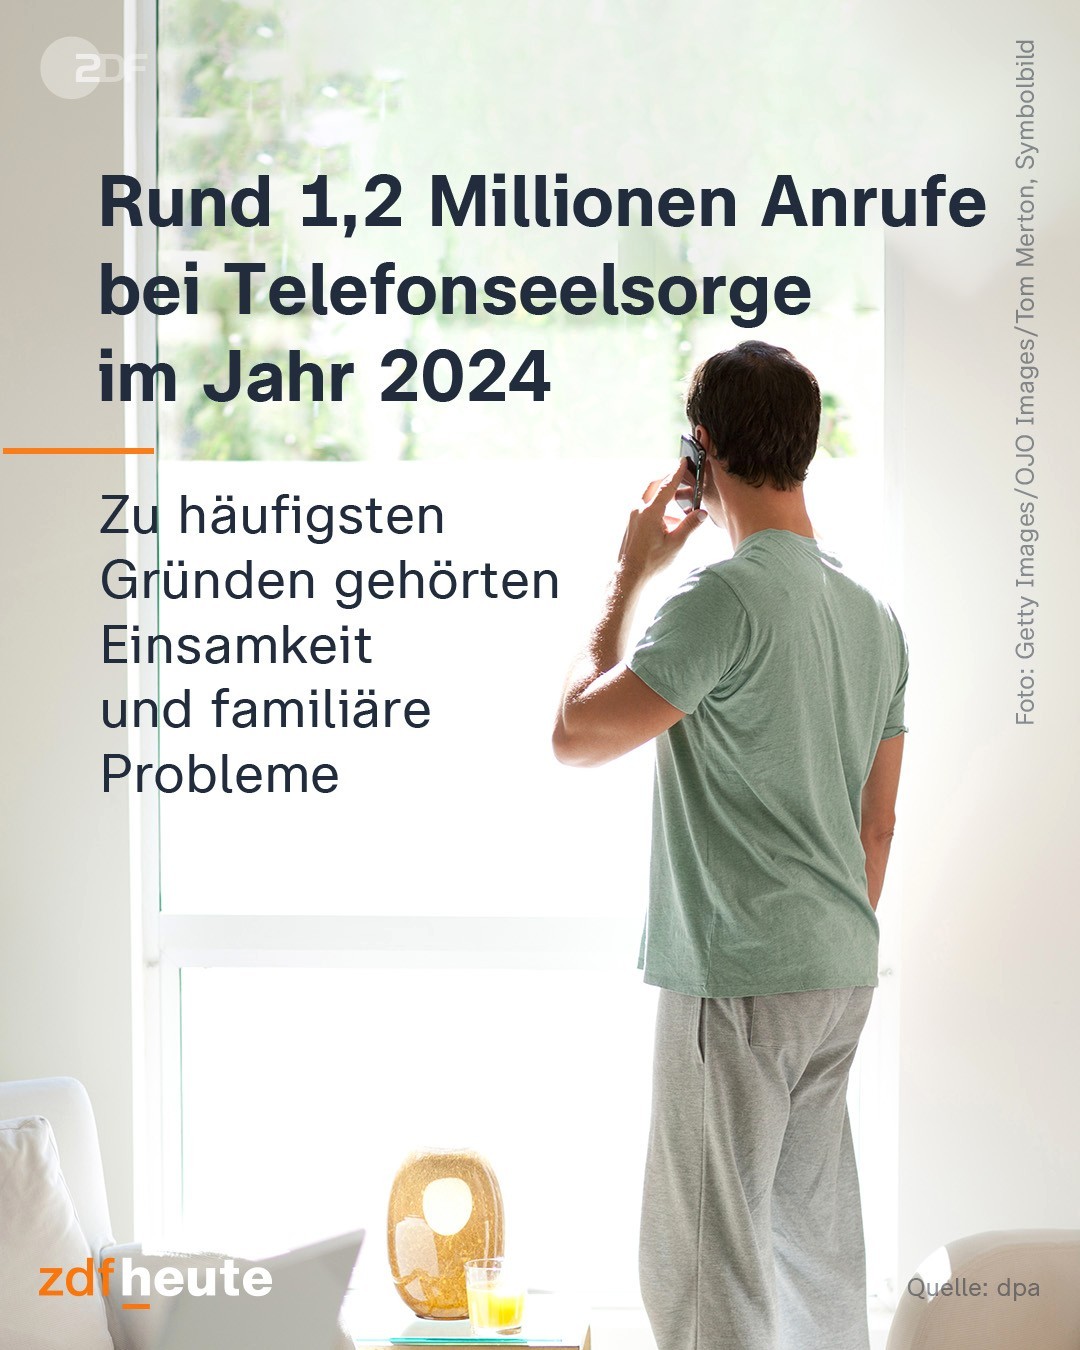 ZDF
Rund 1,2 Millionen Anrufe
bei Telefonseelsorge
im Jahr 2024
Zu häufigsten
Gründen gehörten
Einsamkeit
und familiäre
Probleme
Foto: Getty Images/OJO Images/Tom Merton, Symbolbild
zdfheute
Quelle: dpa